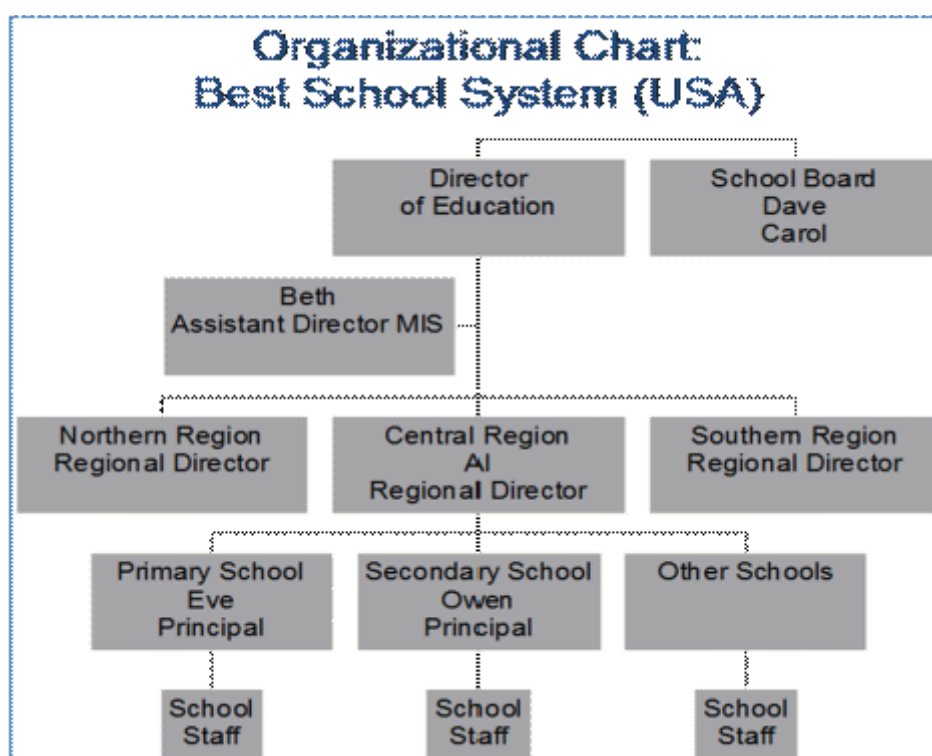 Organizational Chart:
Best School System (USA)
Director
of Education
School Board
Dave
Carol
Beth
Assistant Director MIS
Northern Region
Regional Director
Central Region
Al
Regional Director
Southern Region
Regional Director
Primary School
Eve
Principal
Secondary School
Owen
Principal
Other Schools
School
Staff
School
Staff
School
Staff